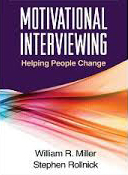 MOTIVATIONAL
INTERVIEWING
Helping People Change
William R. Miller
Stephen Rollnick